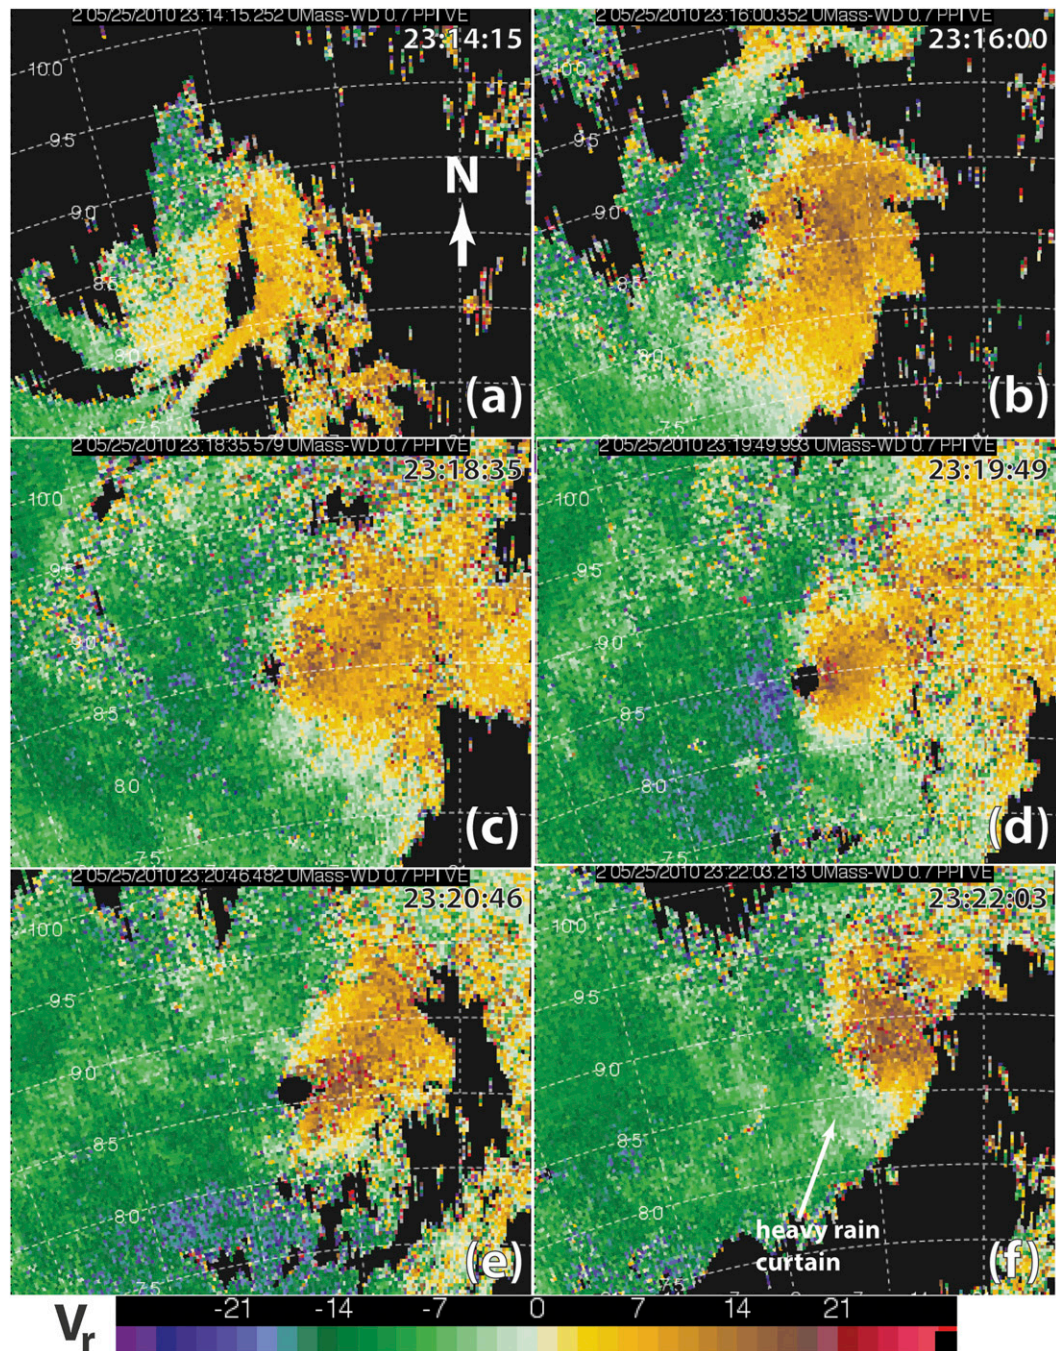 2 05/25/2010 23:14:15.252 UMass-WD 0.7 PPI VE
23:14:15
10.0
9.5
9.0
8.5
8.0
N
(a)
2 05/25/2010 23:16:00.352 UMass-WD 0.7 PPI VE
23:16:00
10.0
9.5
9.0
8.5
8.0
7.5
(b)
2 05/25/2010 23:18:35.579 UMass-WD 0.7 PPI VE
23:18:35
10.0
9.5
9.0
8.5
8.0
7.5
(c)
2 05/25/2010 23:19:49.993 UMass-WD 0.7 PPI VE
23:19:49
10.0
9.5
9.0
8.5
8.0
7.5
(d)
2 05/25/2010 23:20:46.482 UMass-WD 0.7 PPI VE
23:20:46
10.0
9.5
9.0
8.5
8.0
7.5
(e)
2 05/25/2010 23:22:03.213 UMass-WD 0.7 PPI VE
23:22:03
10.0
9.5
9.0
8.5
8.0
7.5
heavy rain
curtain
(f)
Vr
-21 -14 -7 0 7 14 21